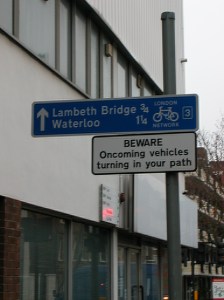 Lambeth Bridge ¾
Waterloo 1¼
LONDON
NETWORK
3
BEWARE
Oncoming vehicles
turning in your path